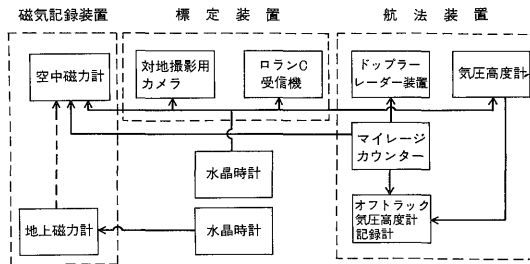 磁気記録装置
標定装置
航法装置
空中磁力計
対地撮影用
カメラ
ロランC
受信機
ドップラー
レーダー装置
気圧高度計
マイレージ
カウンター
水晶時計
オフトラック
気圧高度計
記録計
地上磁力計
水晶時計